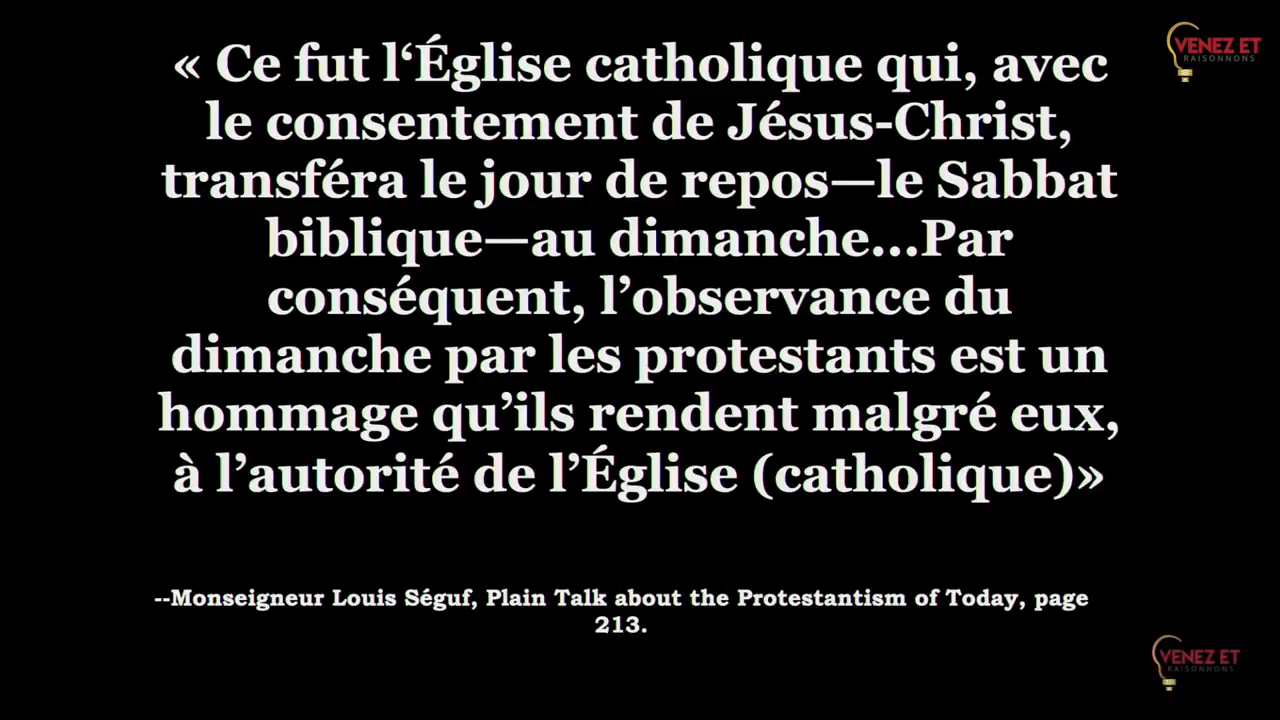 VENEZ ET
RAISONNONS
« Ce fut l‘Église catholique qui, avec
le consentement de Jésus-Christ,
transféra le jour de repos—le Sabbat
biblique—au dimanche...Par
conséquent, l’observance du
dimanche par les protestants est un
hommage qu’ils rendent malgré eux,
à l’autorité de l’Église (catholique)»
--Monseigneur Louis Séguf, Plain Talk about the Protestantism of Today, page
213.
VENEZ ET
RAISONNONS